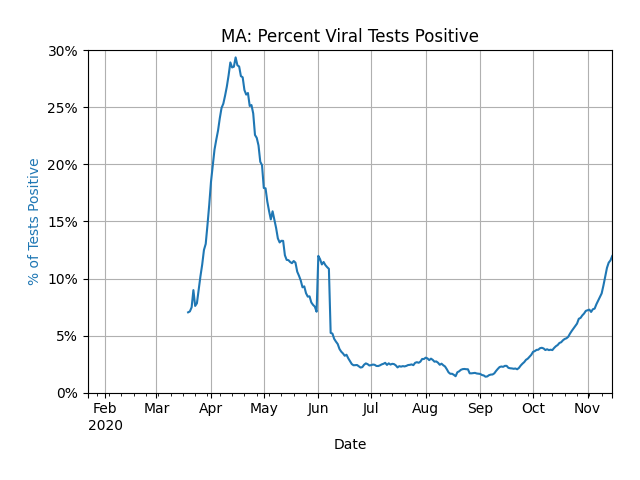 MA: Percent Viral Tests Positive
30%
25%
20%
15%
10%
5%
0%
% of Tests Positive
Feb Mar Apr May Jun Jul Aug Sep Oct Nov
2020
Date